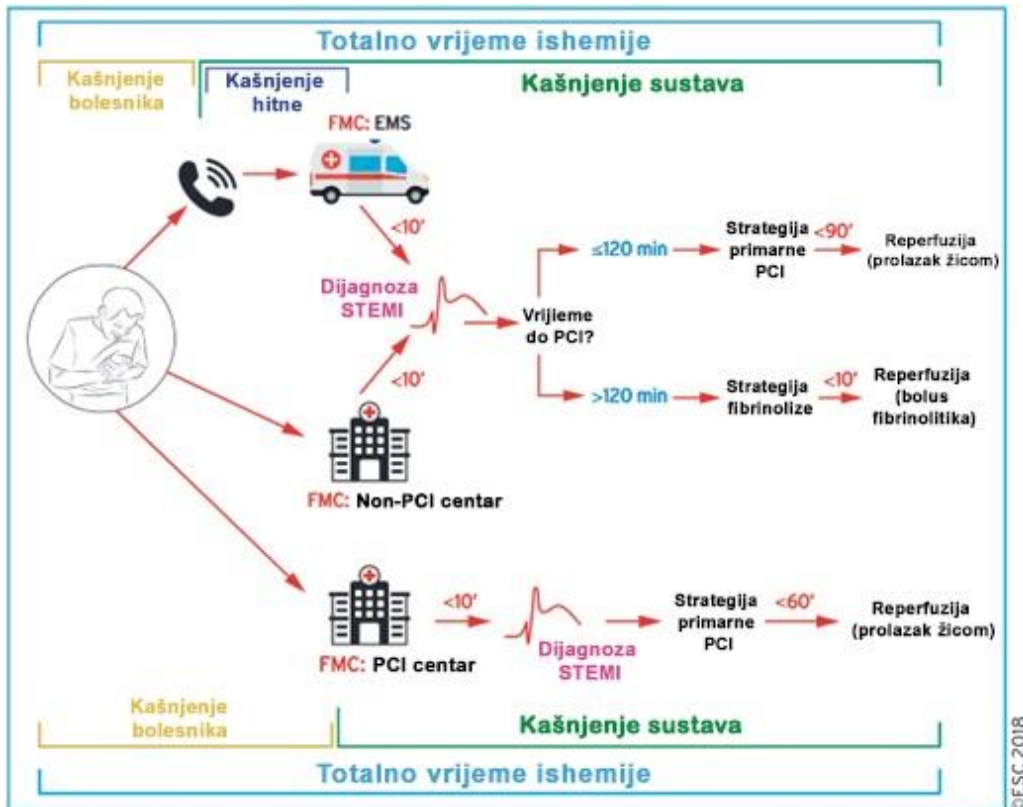 Totalno vrijeme ishemije
Kašnjenje
bolesnika
Kašnjenje
hitne
Kašnjenje sustava
FMC: EMS
<10'
Dijagnoza
STEMI
<10'
Vrijieme
do PCI?
≤120 min
Strategija
primarne
PCI
<90'
Reperfuzija
(prolazak žicom)
>120 min
Strategija
fibrinolize
<10'
Reperfuzija
(bolus
fibrinolitika)
FMC: Non-PCI centar
FMC: PCI centar
<10'
Dijagnoza
STEMI
Strategija
primarne
PCI
<60'
Reperfuzija
(prolazak žicom)
Kašnjenje
bolesnika
Kašnjenje sustava
Totalno vrijeme ishemije
©ESC 2018